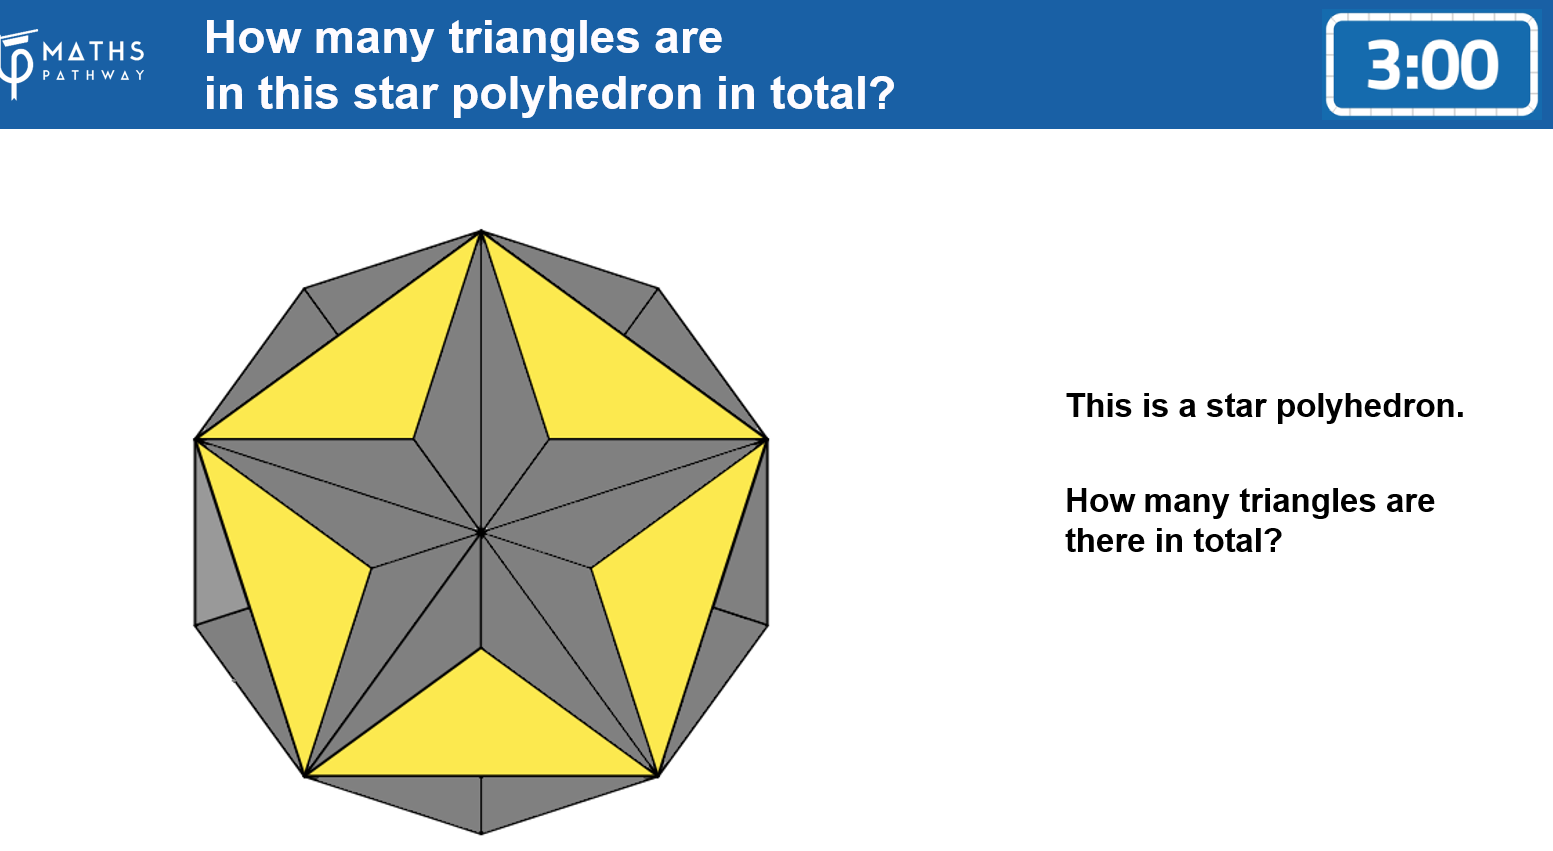 MATHS
PATHWAY
How many triangles are
in this star polyhedron in total?
3:00
This is a star polyhedron.
How many triangles are
there in total?